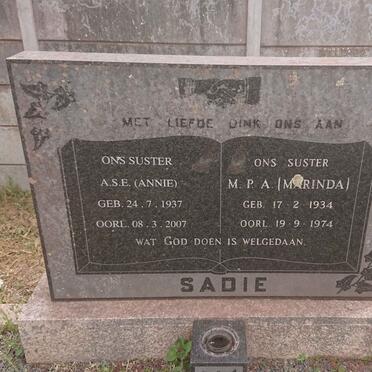 MET LIEFDE DINK ONS AAN
ONS SUSTER
A.S.E. (ANNIE)
GEB. 24.7.1937
OORL. 08.3.2007
ONS SUSTER
M.P.A. (MARINDA)
GEB. 17-2-1934
OORL. 19-9-1974
WAT GOD DOEN IS WELGEDAAN.
SADIE